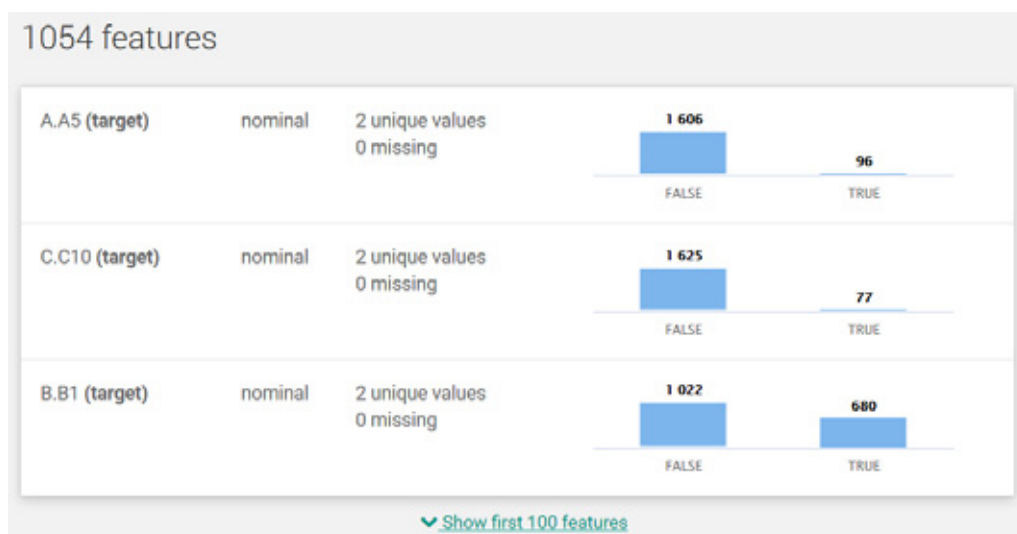 1054 features
A.A5 (target) nominal 2 unique values 1 606 96
0 missing
FALSE TRUE
C.C10 (target) nominal 2 unique values 1 625 77
0 missing
FALSE TRUE
B.B1 (target) nominal 2 unique values 1 022 680
0 missing
FALSE TRUE
Show first 100 features